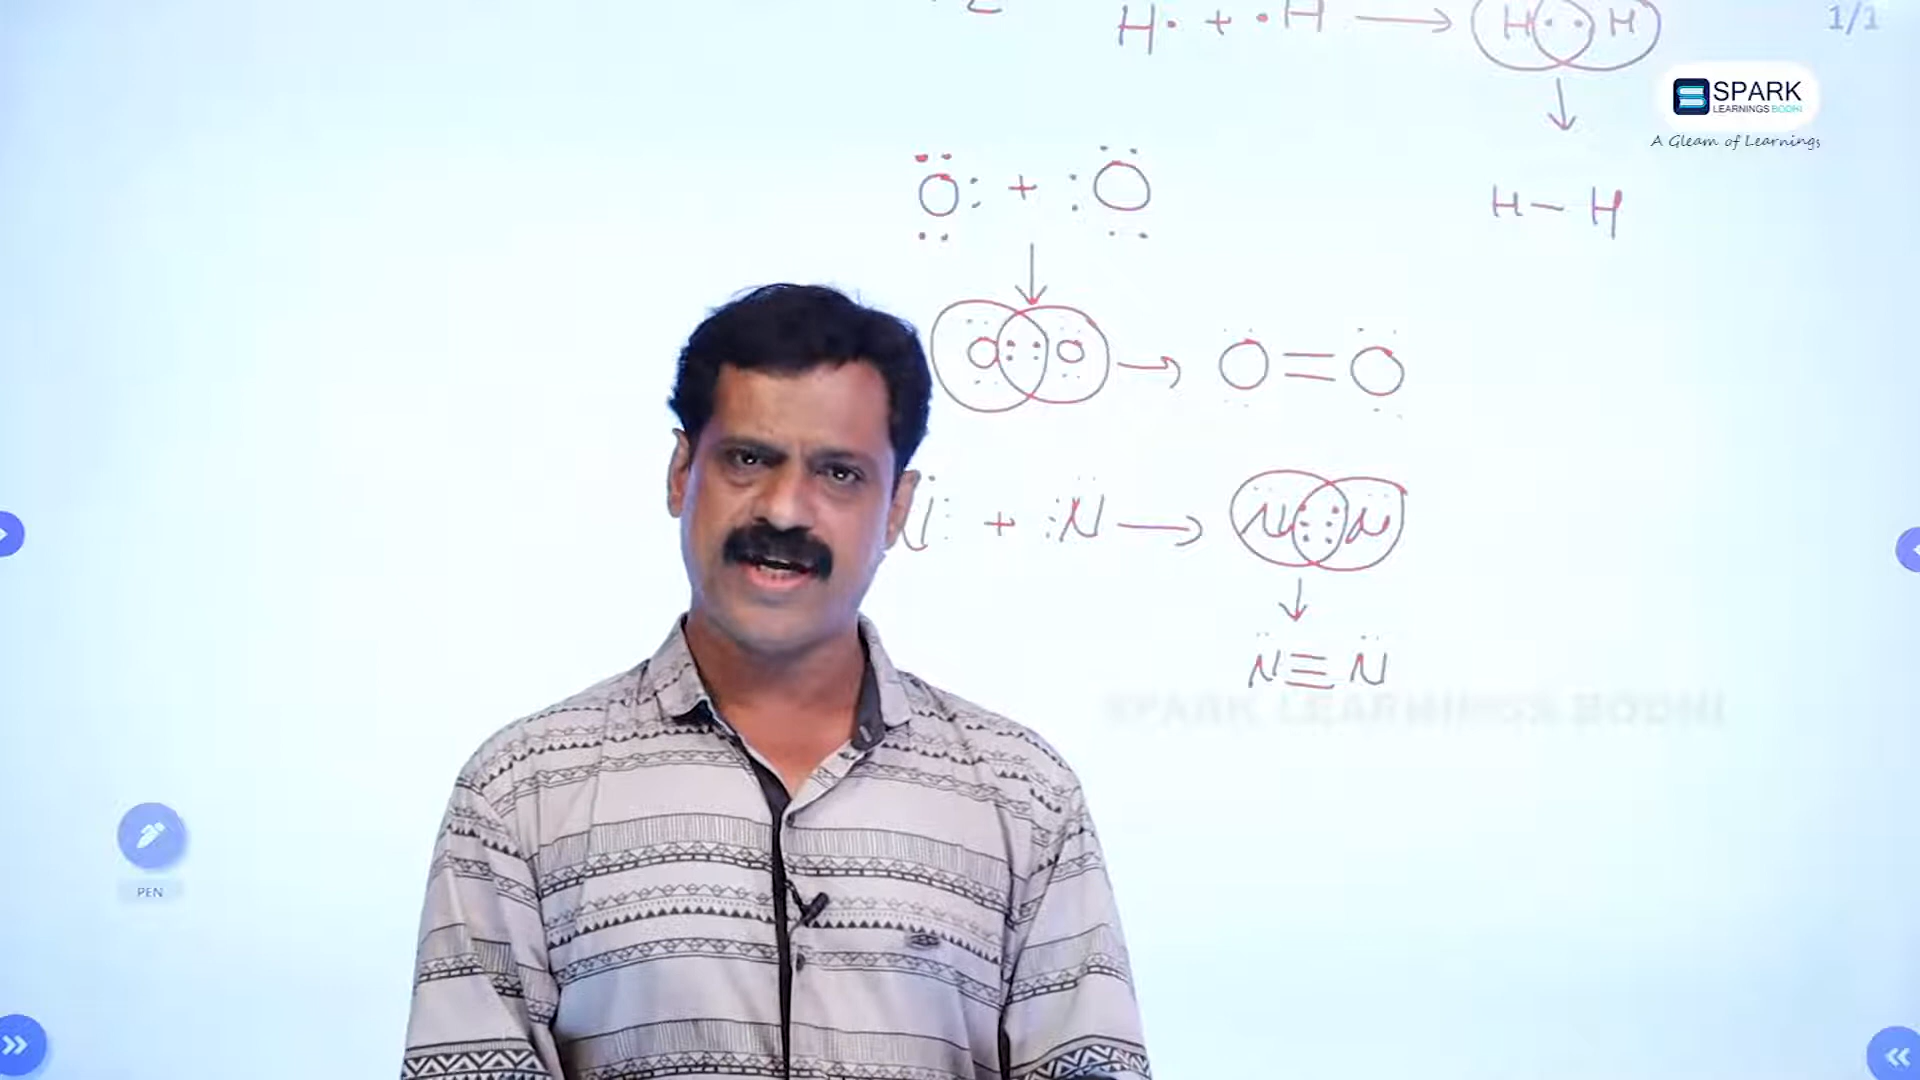 H· + ·H → H : H
1/1
SPARK
LEARNINGS BODHI
A Gleam of Learnings
H — H
O : + : O
O :: O → O = O
N + N → N N
N ≡ N
SPARK LEARNINGS BODHI
PEN